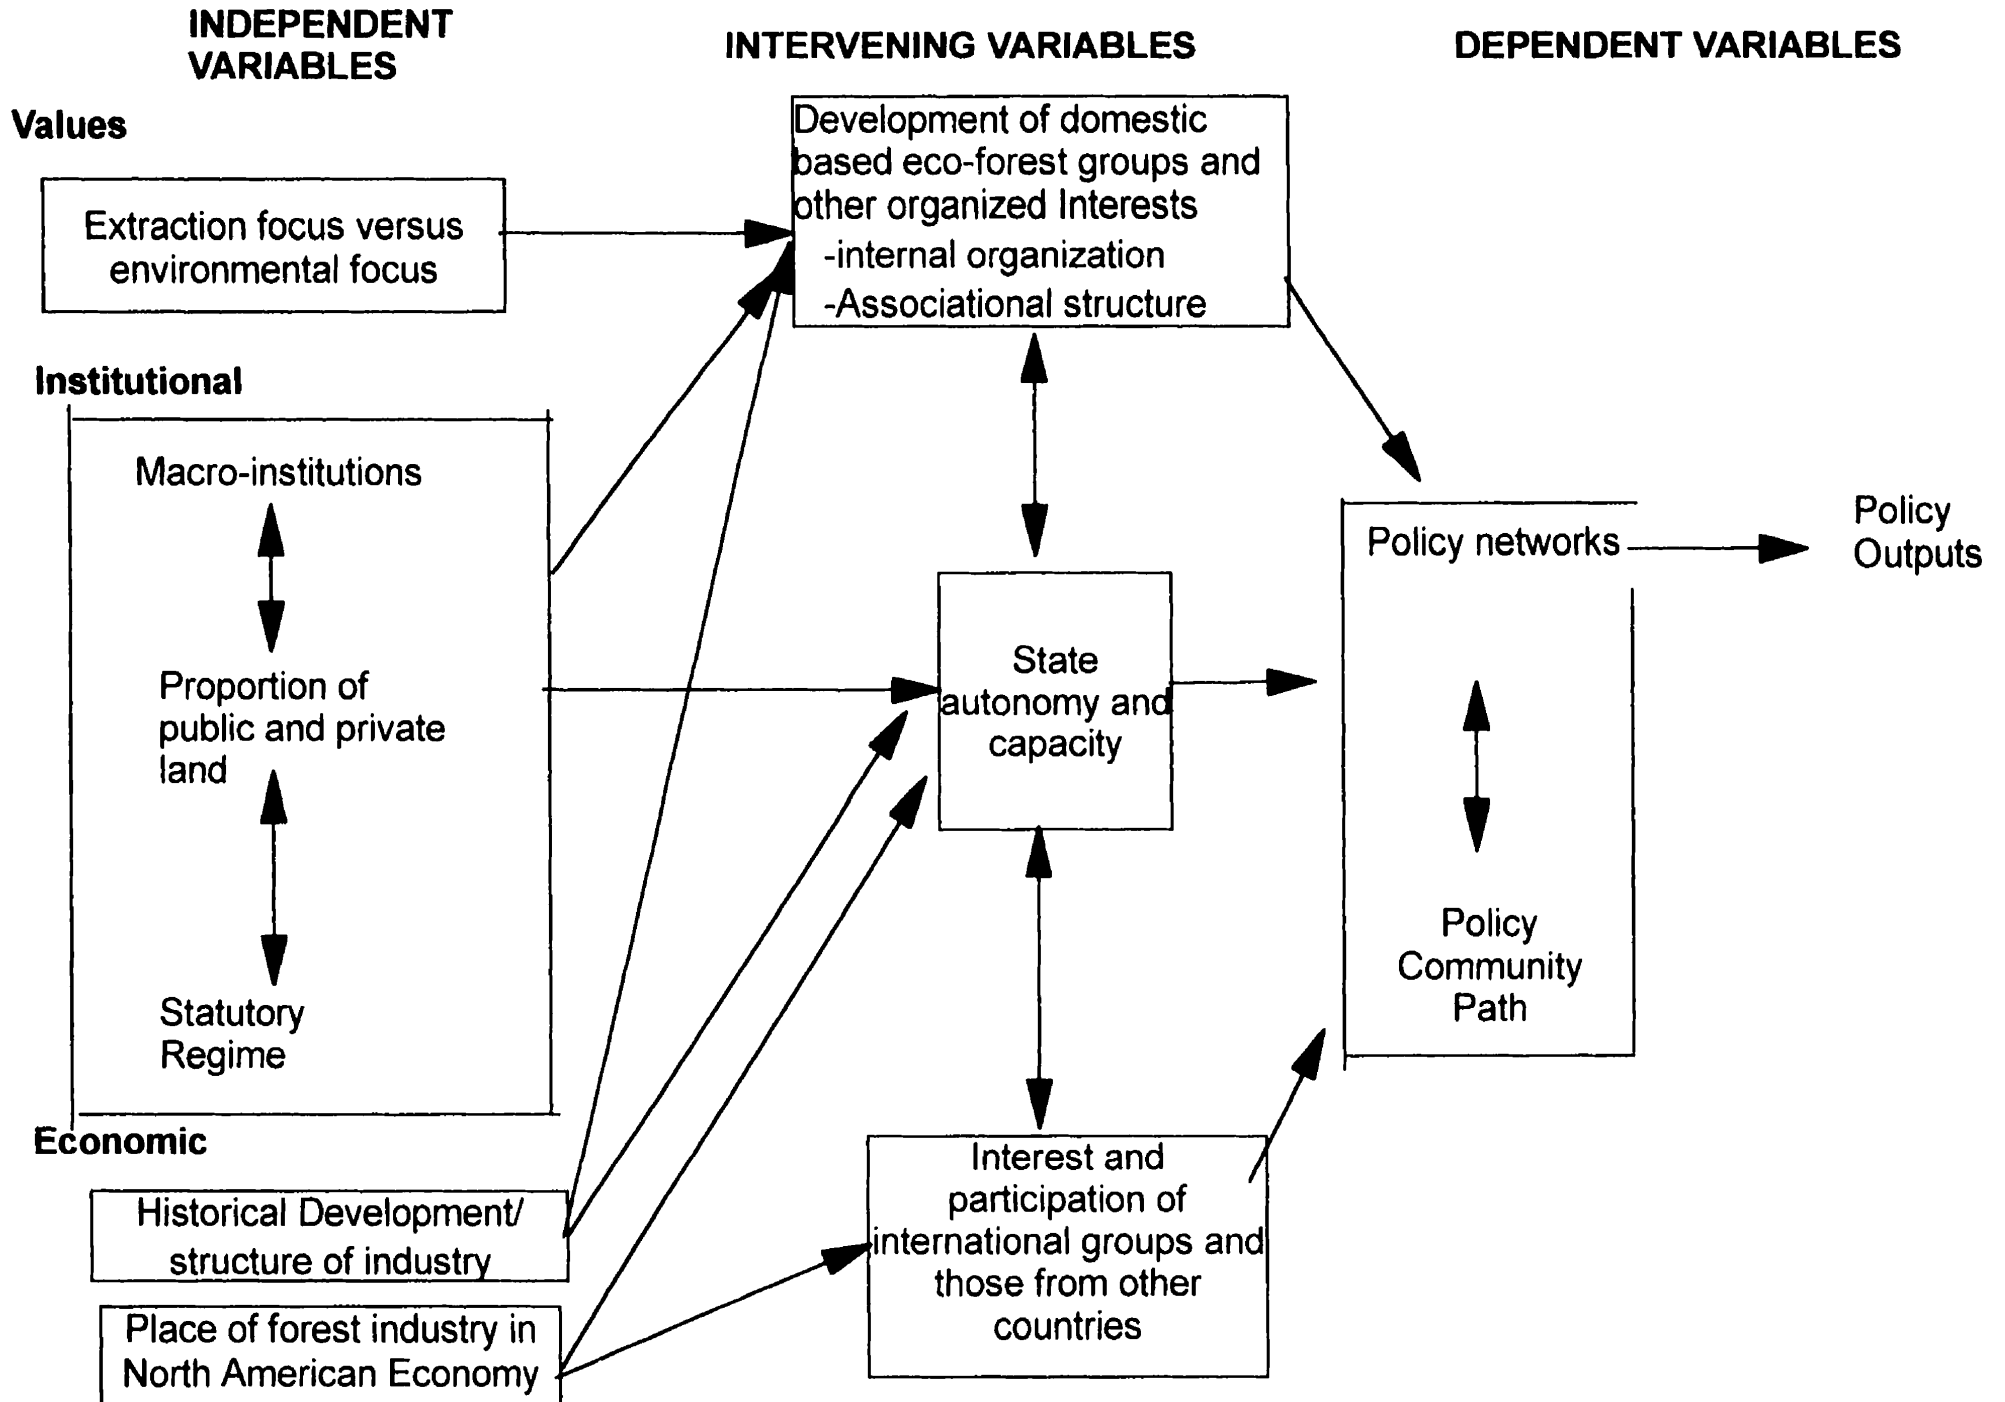 INDEPENDENT
VARIABLES
INTERVENING VARIABLES
DEPENDENT VARIABLES
Values
Extraction focus versus
environmental focus
Institutional
Macro-institutions
Proportion of
public and private
land
Statutory
Regime
Economic
Historical Development/
structure of industry
Place of forest industry in
North American Economy
Development of domestic
based eco-forest groups and
other organized Interests
-internal organization
-Associational structure
State
autonomy and
capacity
Interest and
participation of
international groups and
those from other
countries
Policy networks
Policy
Community
Path
Policy
Outputs